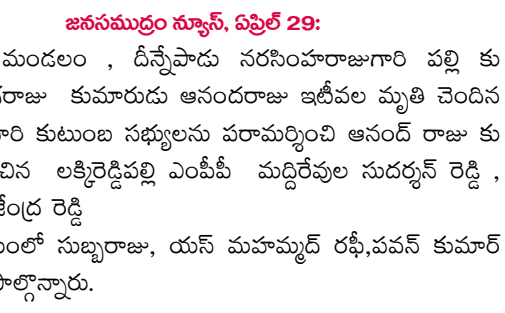 జనసముద్రం న్యూస్, ఏప్రిల్ 29:
మండలం , దిన్నేపాడు నరసింహరాజుగారి పల్లి కు
కుమారుడు ఆనందరాజు ఇటీవల మృతి చెందిన
వారి కుటుంబ సభ్యులను పరామర్శించి ఆనంద్ రాజు కు
లక్కిరెడ్డిపల్లి ఎంపీపీ మద్దిరేవుల సుదర్శన్ రెడ్డి ,
రెడ్డి
సుబ్బరాజు, యస్ మహమ్మద్ రఫీ,పవన్ కుమార్
పాల్గొన్నారు.